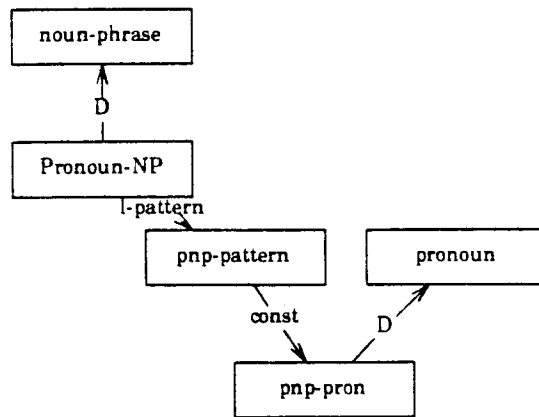 noun-phrase
D
Pronoun-NP
l-pattern
pnp-pattern
pronoun
const
D
pnp-pron